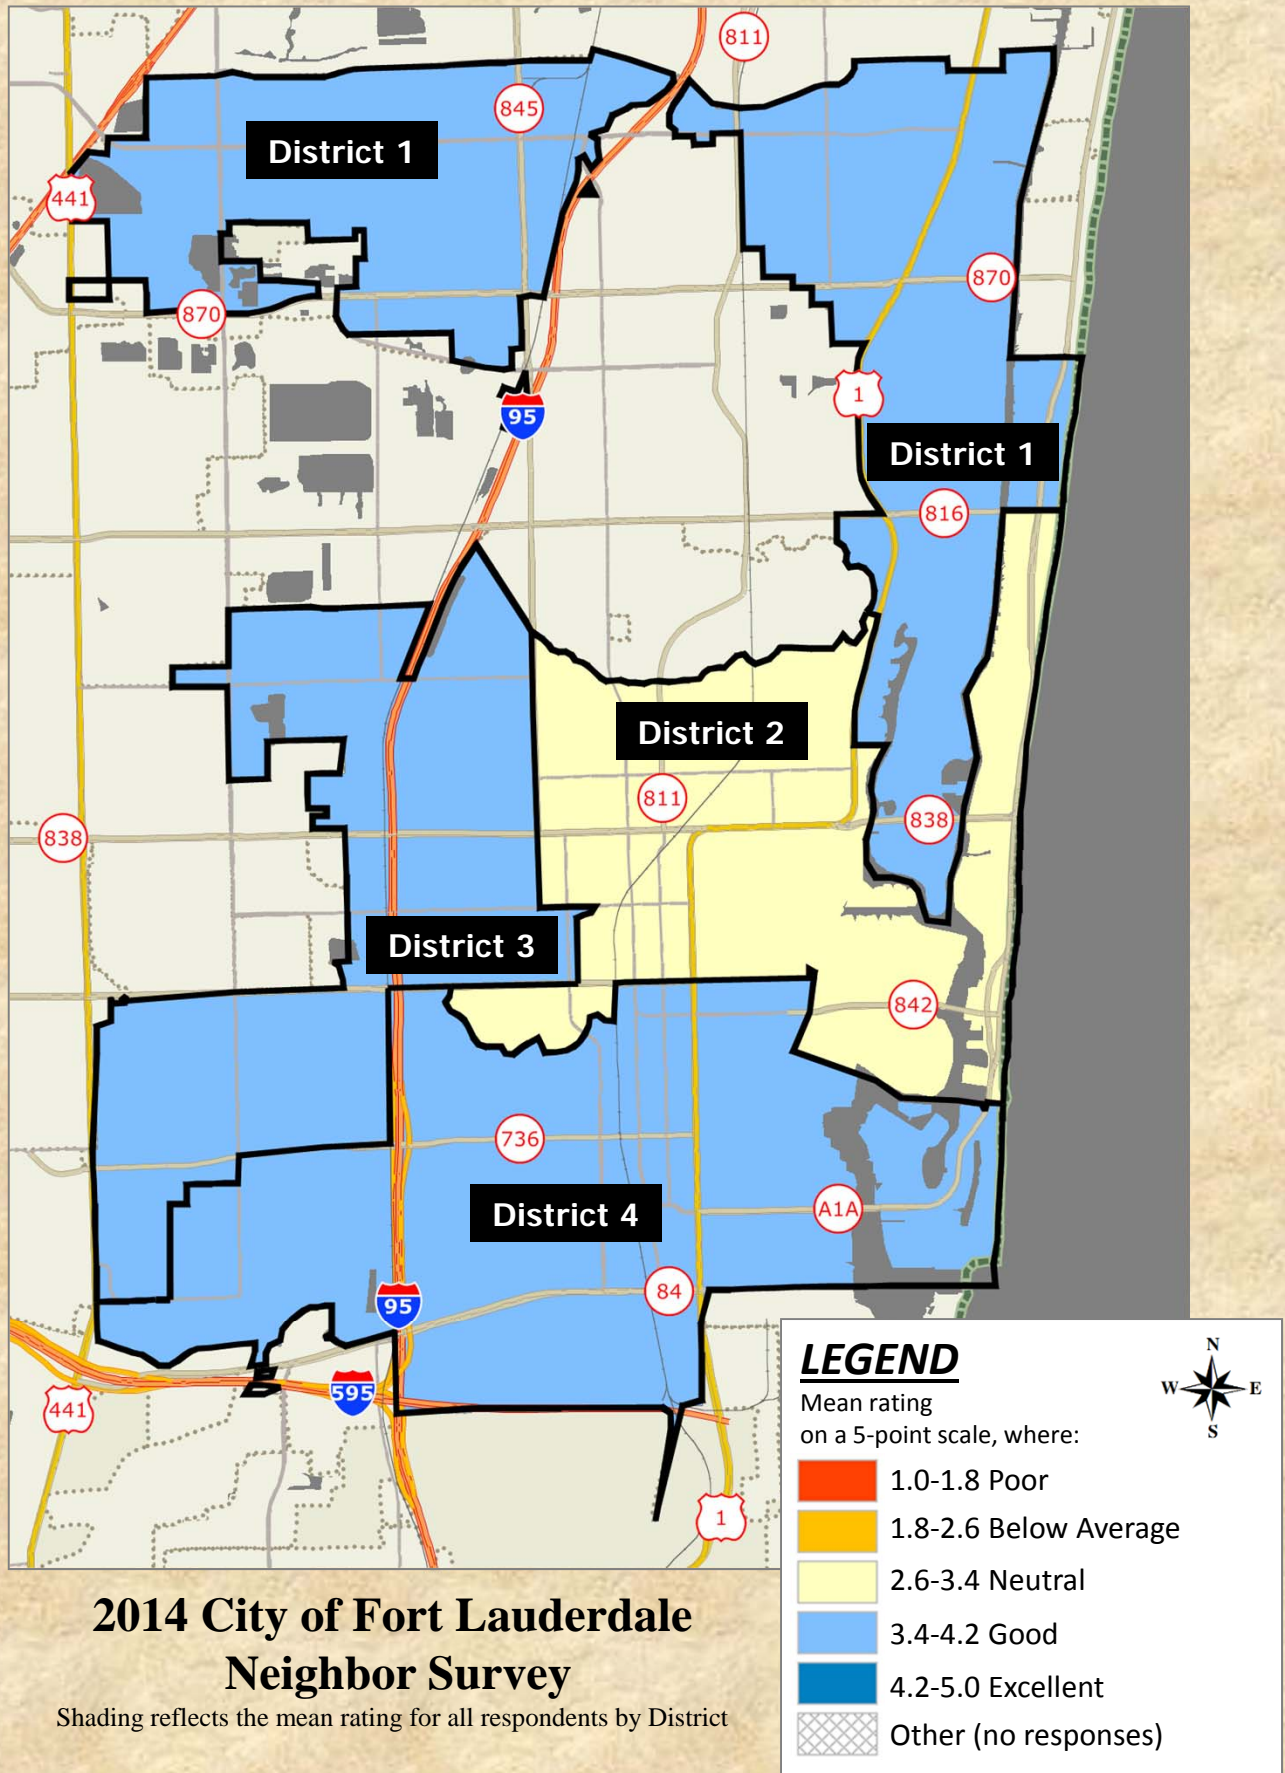 811
845
District 1
441
870
870
95
1
District 1
816
District 2
811
838
838
District 3
842
736
District 4
A1A
84
95
595
441
1
LEGEND
Mean rating
on a 5-point scale, where:
1.0-1.8 Poor
1.8-2.6 Below Average
2.6-3.4 Neutral
3.4-4.2 Good
4.2-5.0 Excellent
Other (no responses)
N
W E
S
2014 City of Fort Lauderdale
Neighbor Survey
Shading reflects the mean rating for all respondents by District